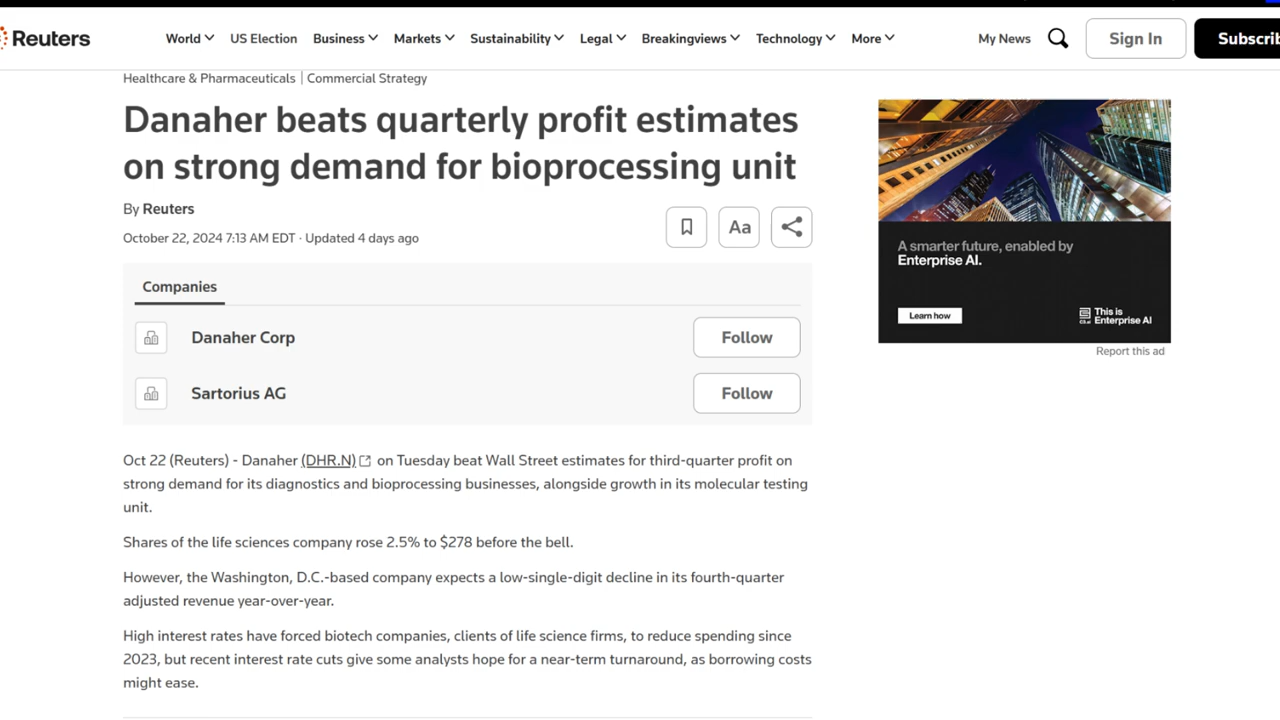 Reuters
World
US Election
Business
Markets
Sustainability
Legal
Breakingviews
Technology
More
My News
Sign In
Healthcare & Pharmaceuticals | Commercial Strategy
Danaher beats quarterly profit estimates
on strong demand for bioprocessing unit
By Reuters
October 22, 2024 7:13 AM EDT · Updated 4 days ago
Aa
Companies
Danaher Corp
Follow
Sartorius AG
Follow
Oct 22 (Reuters) - Danaher (DHR.N) on Tuesday beat Wall Street estimates for third-quarter profit on
strong demand for its diagnostics and bioprocessing businesses, alongside growth in its molecular testing
unit.
Shares of the life sciences company rose 2.5% to $278 before the bell.
However, the Washington, D.C.-based company expects a low-single-digit decline in its fourth-quarter
adjusted revenue year-over-year.
High interest rates have forced biotech companies, clients of life science firms, to reduce spending since
2023, but recent interest rate cuts give some analysts hope for a near-term turnaround, as borrowing costs
might ease.
A smarter future, enabled by
Enterprise AI.
Learn how
C3.ai
This is
Enterprise AI
Report this ad